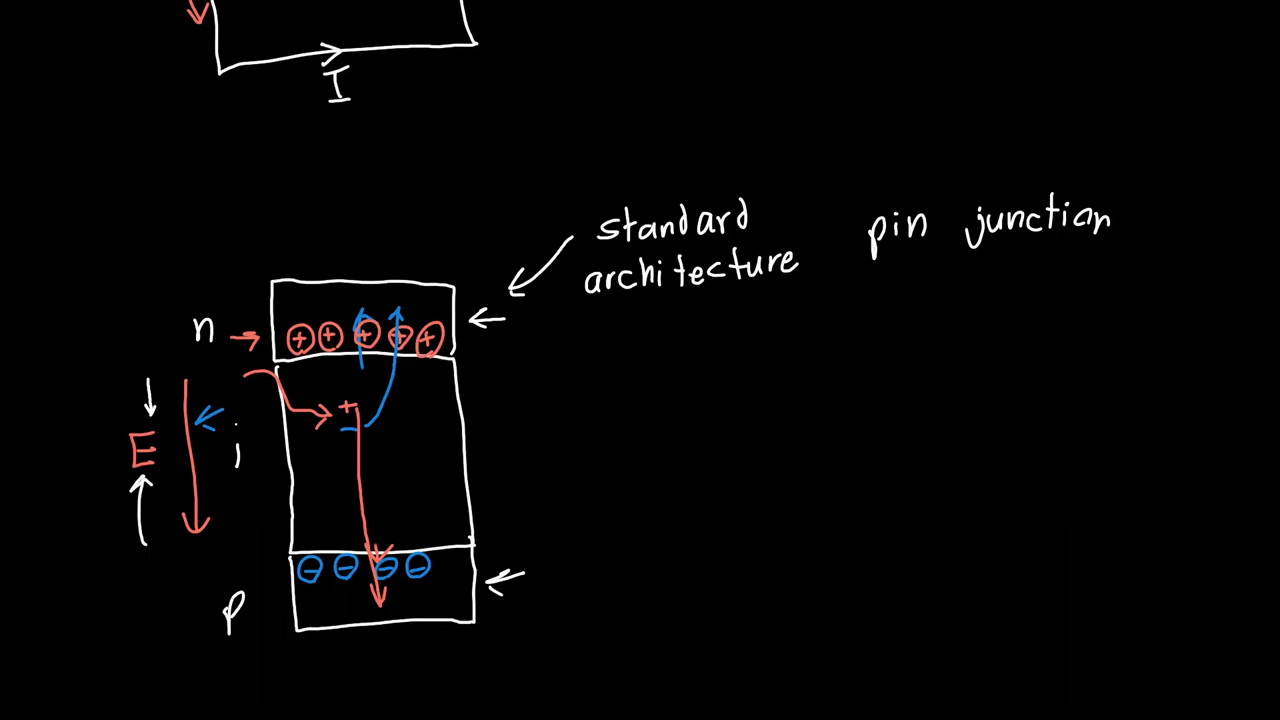 I
standard pin junction
architecture
n
+ + + + +
E i
+
-
- - - -
p